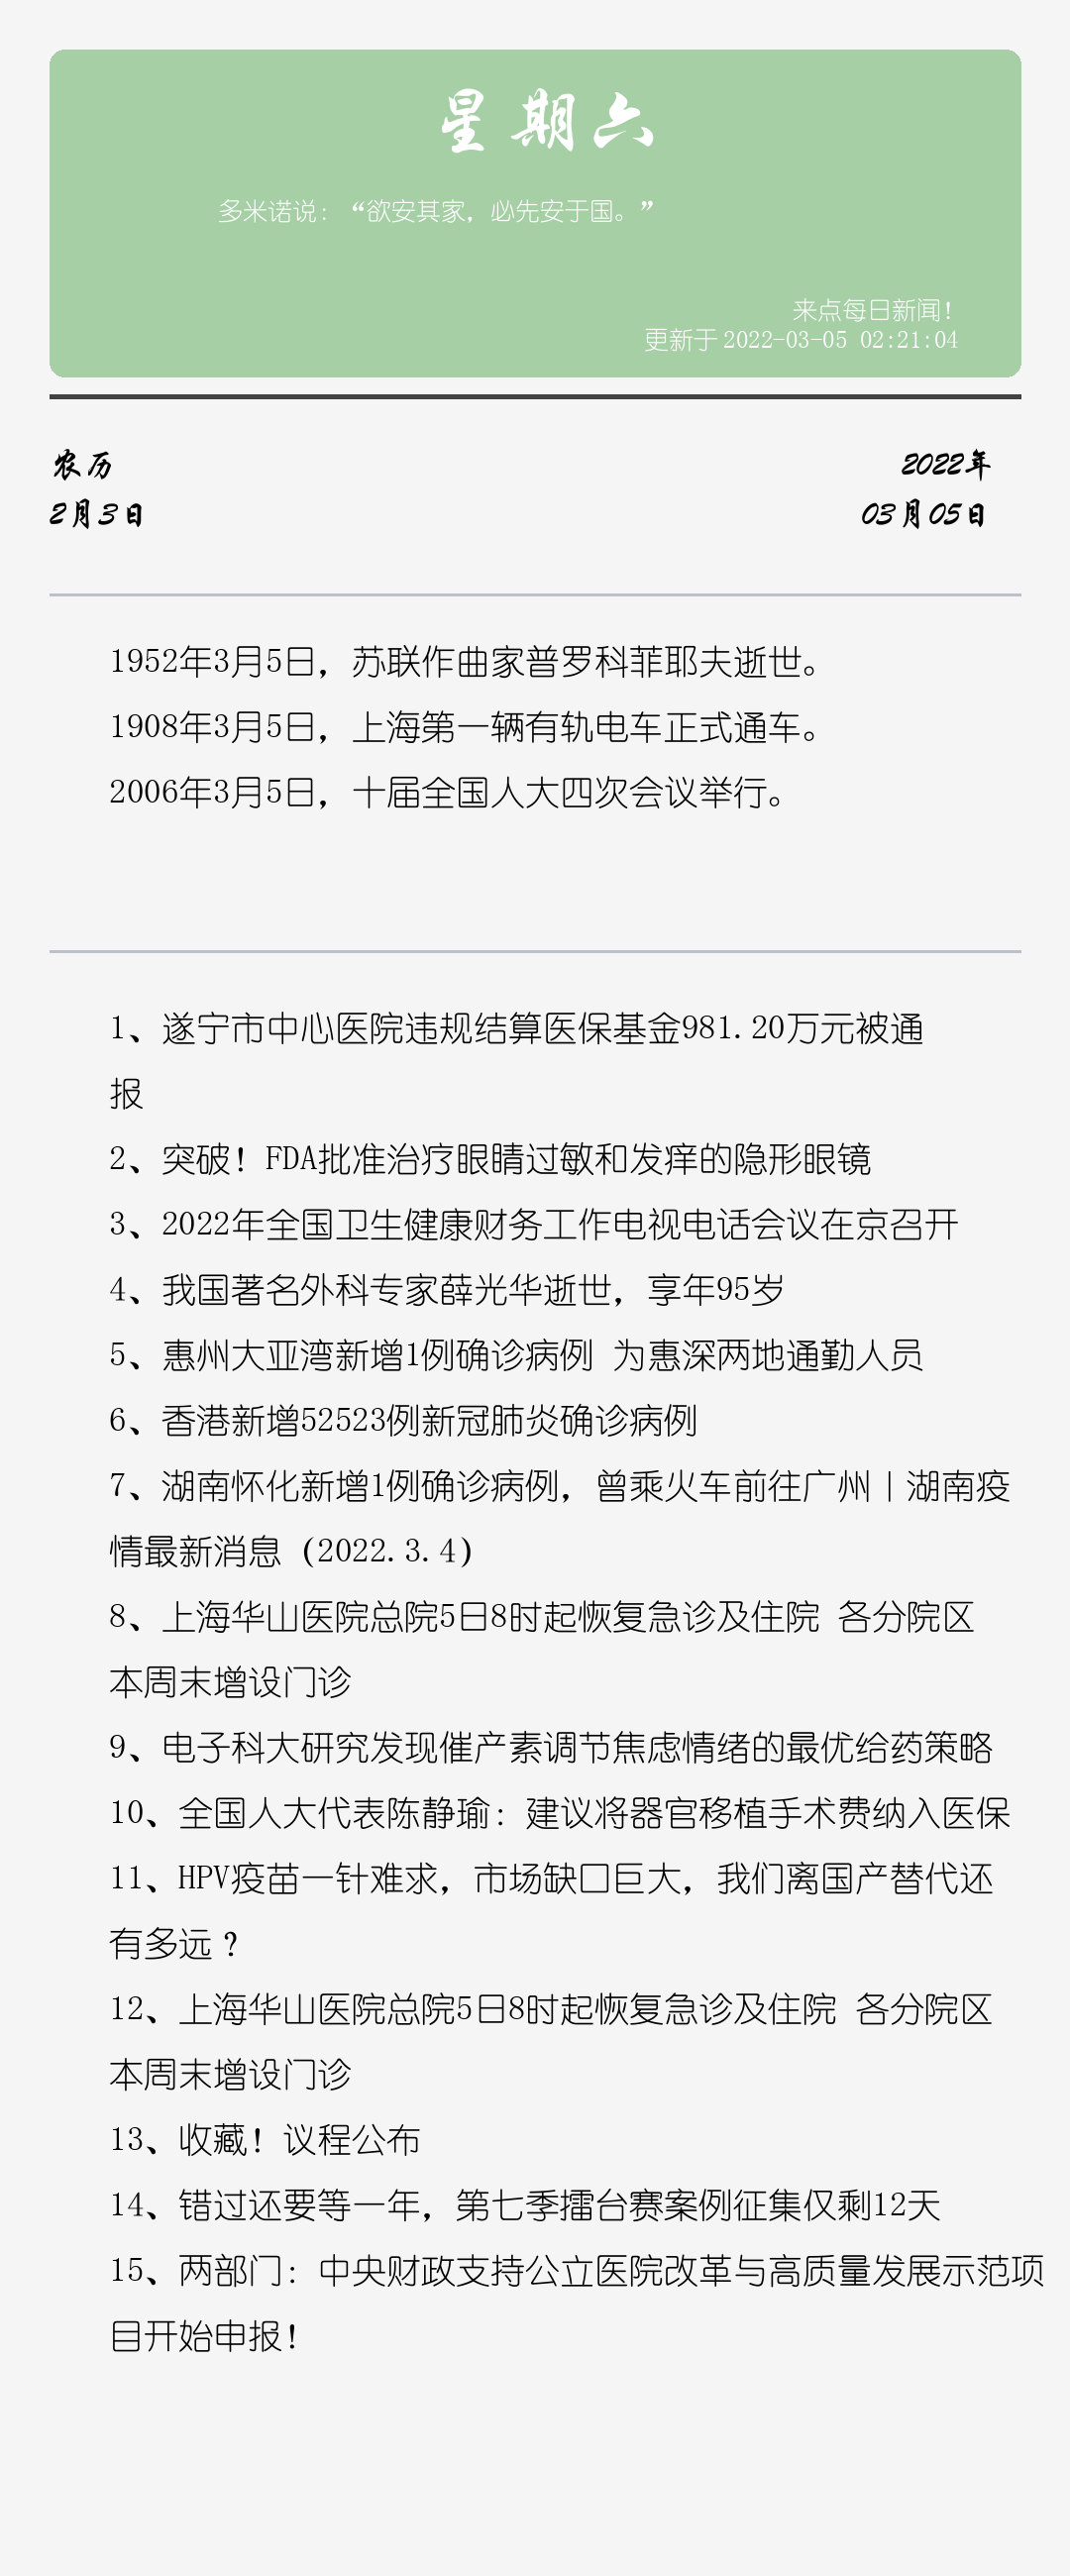 星期六
多米诺说：“欲安其家，必先安于国。”
来点每日新闻！
更新于 2022-03-05 02:21:04
农历
2022年
2月3日
03月05日
1952年3月5日，苏联作曲家普罗科菲耶夫逝世。
1908年3月5日，上海第一辆有轨电车正式通车。
2006年3月5日，十届全国人大四次会议举行。
1、遂宁市中心医院违规结算医保基金981.20万元被通
报
2、突破！FDA批准治疗眼睛过敏和发痒的隐形眼镜
3、2022年全国卫生健康财务工作电视电话会议在京召开
4、我国著名外科专家薛光华逝世，享年95岁
5、惠州大亚湾新增1例确诊病例 为惠深两地通勤人员
6、香港新增52523例新冠肺炎确诊病例
7、湖南怀化新增1例确诊病例，曾乘火车前往广州丨湖南疫
情最新消息（2022.3.4）
8、上海华山医院总院5日8时起恢复急诊及住院 各分院区
本周末增设门诊
9、电子科大研究发现催产素调节焦虑情绪的最优给药策略
10、全国人大代表陈静瑜：建议将器官移植手术费纳入医保
11、HPV疫苗一针难求，市场缺口巨大，我们离国产替代还
有多远？
12、上海华山医院总院5日8时起恢复急诊及住院 各分院区
本周末增设门诊
13、收藏！议程公布
14、错过还要等一年，第七季擂台赛案例征集仅剩12天
15、两部门：中央财政支持公立医院改革与高质量发展示范项
目开始申报！